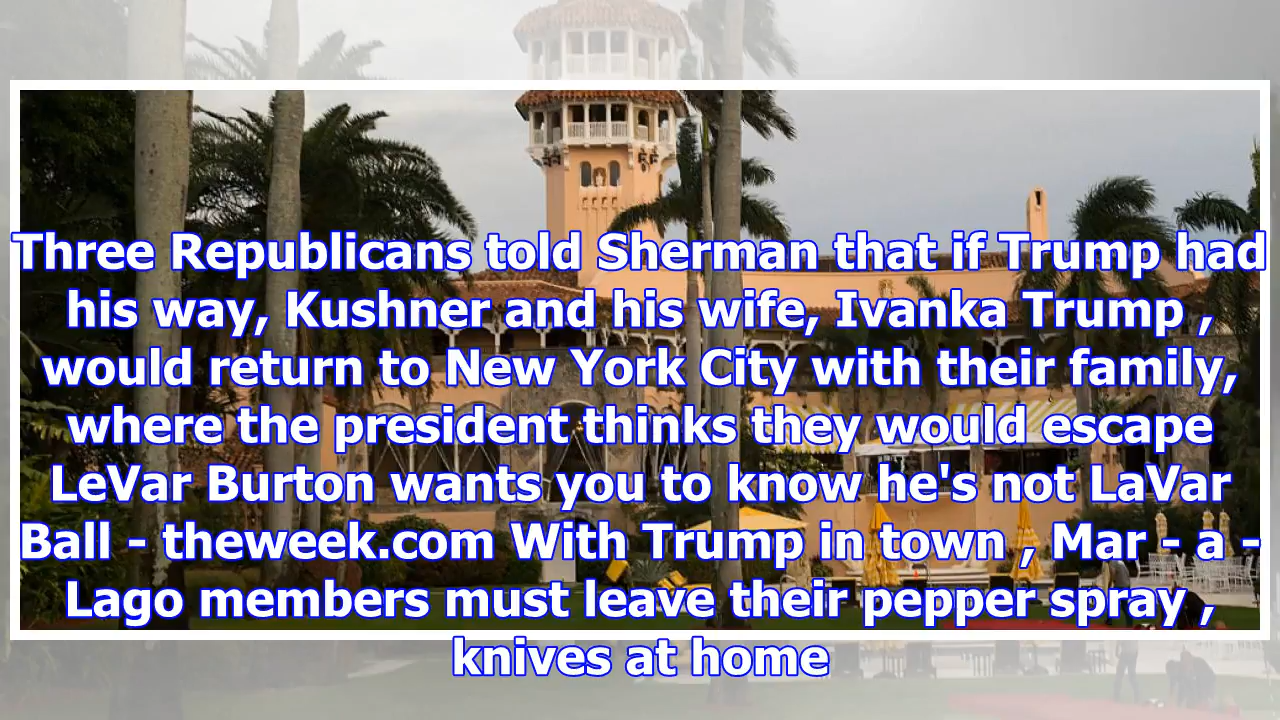 Three Republicans told Sherman that if Trump had
his way, Kushner and his wife, Ivanka Trump ,
would return to New York City with their family,
where the president thinks they would escape
LeVar Burton wants you to know he's not LaVar
Ball - theweek.com With Trump in town , Mar - a -
Lago members must leave their pepper spray ,
knives at home